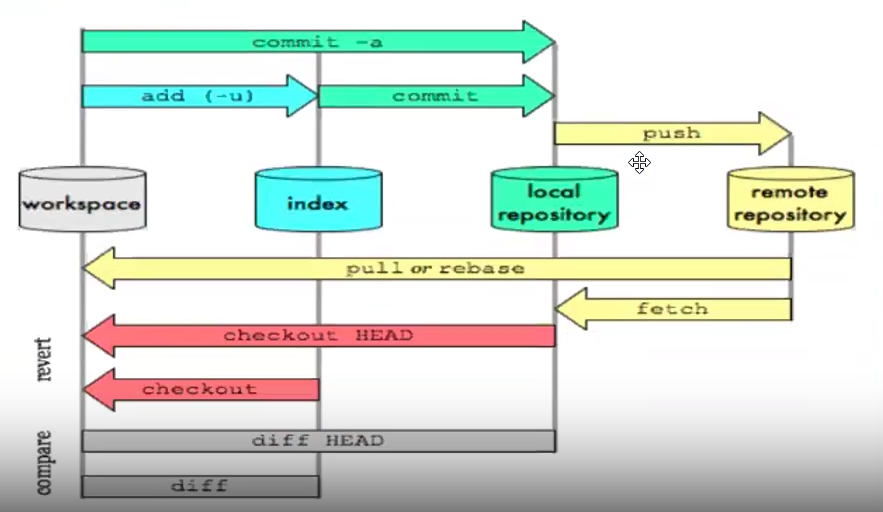 commit -a
add (-u)
commit
push
workspace
index
local
repository
remote
repository
pull or rebase
fetch
revert
checkout HEAD
checkout
compare
diff HEAD
diff